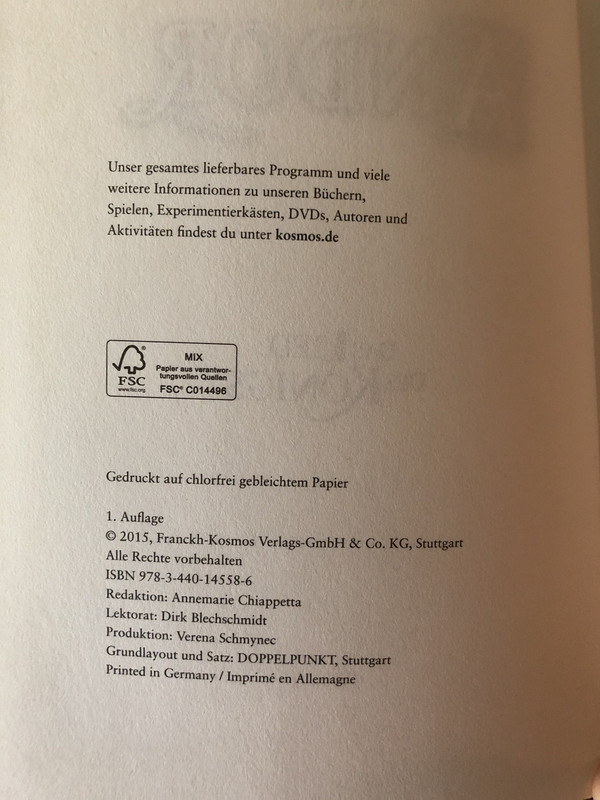 Unser gesamtes lieferbares Programm und viele
weitere Informationen zu unseren Büchern,
Spielen, Experimentierkästen, DVDs, Autoren und
Aktivitäten findest du unter kosmos.de
FSC®
www.fsc.org
MIX
Papier aus verantwor-
tungsvollen Quellen
FSC® C014496
Gedruckt auf chlorfrei gebleichtem Papier
1. Auflage
© 2015, Franckh-Kosmos Verlags-GmbH & Co. KG, Stuttgart
Alle Rechte vorbehalten
ISBN 978-3-440-14558-6
Redaktion: Annemarie Chiappetta
Lektorat: Dirk Blechschmidt
Produktion: Verena Schmynec
Grundlayout und Satz: DOPPELPUNKT, Stuttgart
Printed in Germany / Imprimé en Allemagne